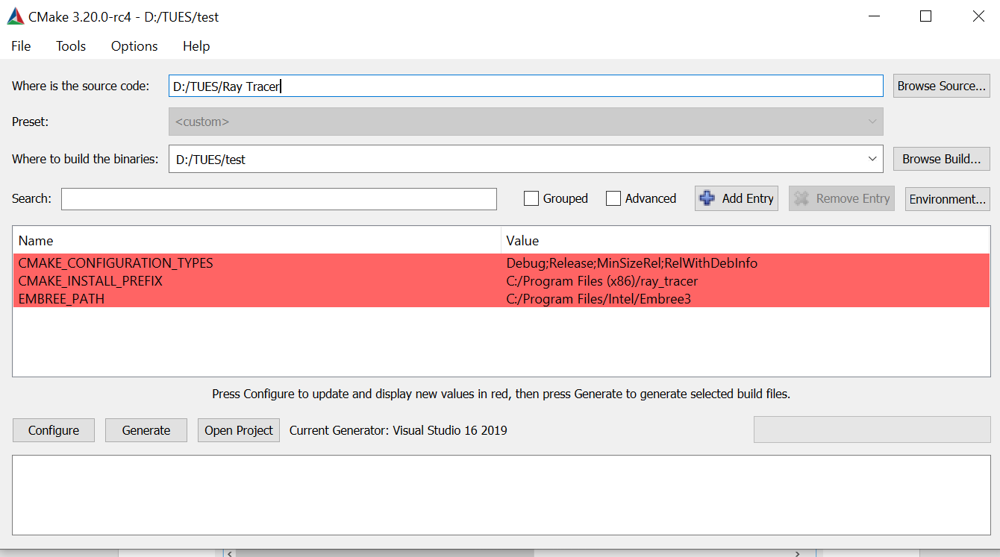 CMake 3.20.0-rc4 - D:/TUES/test
File Tools Options Help
Where is the source code: D:/TUES/Ray Tracer Browse Source...
Preset: <custom>
Where to build the binaries: D:/TUES/test Browse Build...
Search: Grouped Advanced Add Entry Remove Entry Environment...
Name Value
CMAKE_CONFIGURATION_TYPES Debug;Release;MinSizeRel;RelWithDebInfo
CMAKE_INSTALL_PREFIX C:/Program Files (x86)/ray_tracer
EMBREE_PATH C:/Program Files/Intel/Embree3
Press Configure to update and display new values in red, then press Generate to generate selected build files.
Configure Generate Open Project Current Generator: Visual Studio 16 2019